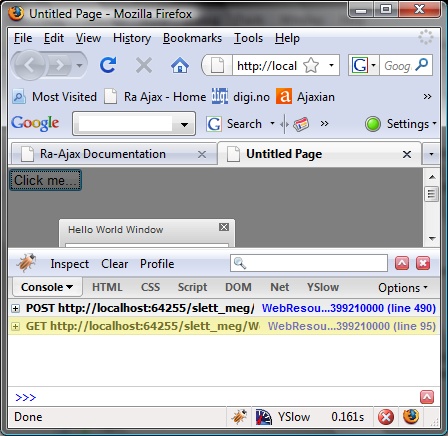 Untitled Page - Mozilla Firefox
File Edit View History Bookmarks Tools Help
http://local G Goog
Most Visited Ra Ajax - Home digi.no a Ajaxian
Google G Search Settings
Ra-Ajax Documentation Untitled Page
Click me...
Hello World Window
Inspect Clear Profile
Console HTML CSS Script DOM Net YSlow Options
POST http://localhost:64255/slett_meg/ WebResou...399210000 (line 490)
GET http://localhost:64255/slett_meg/W WebResou...399210000 (line 95)
>>>
Done YSlow 0.161s